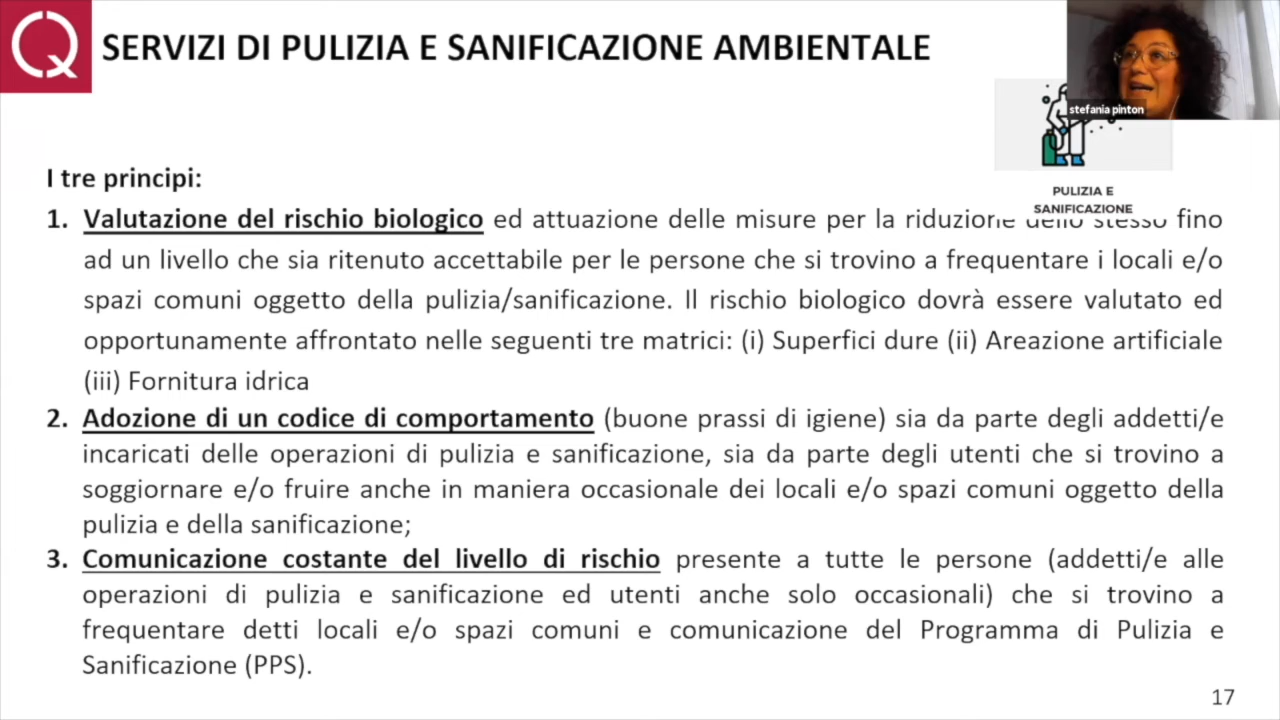 SERVIZI DI PULIZIA E SANIFICAZIONE AMBIENTALE
stefania pinton
PULIZIA E
SANIFICAZIONE
I tre principi:
1. Valutazione del rischio biologico ed attuazione delle misure per la riduzione dello stesso fino
ad un livello che sia ritenuto accettabile per le persone che si trovino a frequentare i locali e/o
spazi comuni oggetto della pulizia/sanificazione. Il rischio biologico dovrà essere valutato ed
opportunamente affrontato nelle seguenti tre matrici: (i) Superfici dure (ii) Areazione artificiale
(iii) Fornitura idrica
2. Adozione di un codice di comportamento (buone prassi di igiene) sia da parte degli addetti/e
incaricati delle operazioni di pulizia e sanificazione, sia da parte degli utenti che si trovino a
soggiornare e/o fruire anche in maniera occasionale dei locali e/o spazi comuni oggetto della
pulizia e della sanificazione;
3. Comunicazione costante del livello di rischio presente a tutte le persone (addetti/e alle
operazioni di pulizia e sanificazione ed utenti anche solo occasionali) che si trovino a
frequentare detti locali e/o spazi comuni e comunicazione del Programma di Pulizia e
Sanificazione (PPS).
17